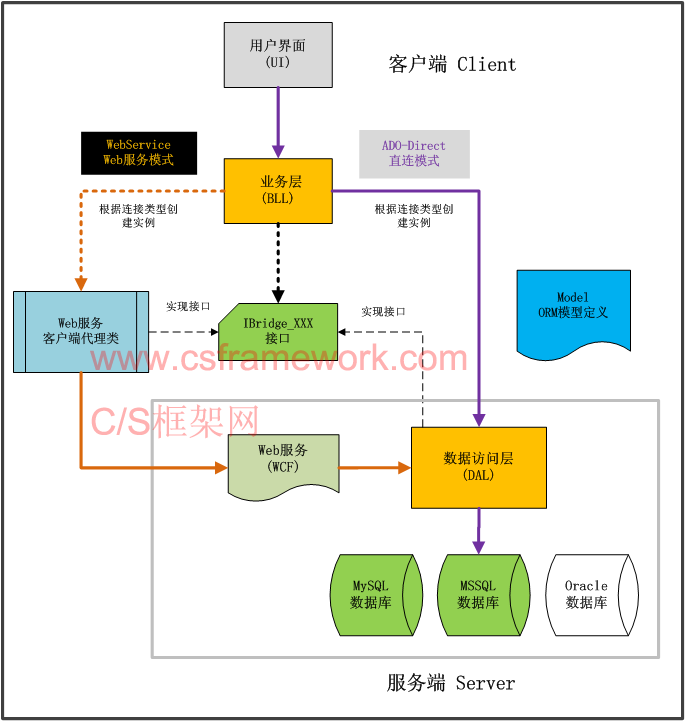 用户界面
(UI)
客户端 Client
WebService
Web服务模式
ADO-Direct
直连模式
业务层
(BLL)
根据连接类型创
建实例
根据连接类型创
建实例
Web服务
客户端代理类
实现接口
IBridge_XXX
接口
实现接口
Model
ORM模型定义
www.csframework.com
C/S框架网
Web服务
(WCF)
数据访问层
(DAL)
MySQL
数据库
MSSQL
数据库
Oracle
数据库
服务端 Server